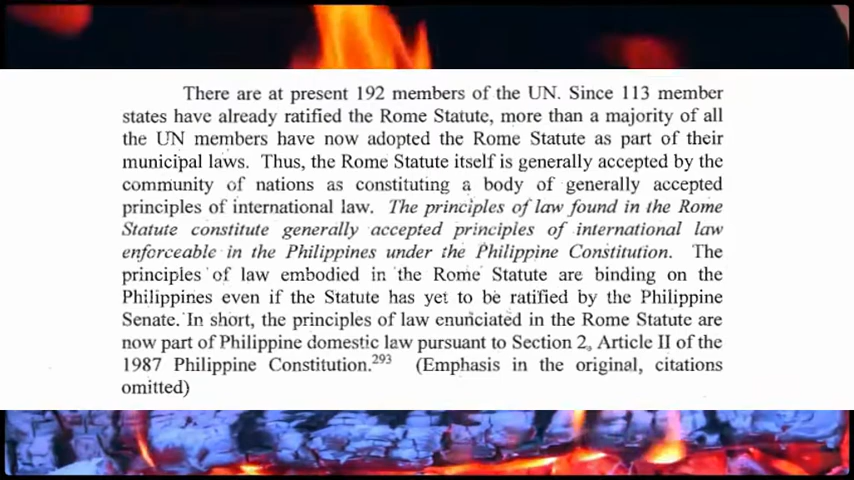 There are at present 192 members of the UN. Since 113 member
states have already ratified the Rome Statute, more than a majority of all
the UN members have now adopted the Rome Statute as part of their
municipal laws. Thus, the Rome Statute itself is generally accepted by the
community of nations as constituting a body of generally accepted
principles of international law. The principles of law found in the Rome
Statute constitute generally accepted principles of international law
enforceable in the Philippines under the Philippine Constitution. The
principles of law embodied in the Rome Statute are binding on the
Philippines even if the Statute has yet to be ratified by the Philippine
Senate. In short, the principles of law enunciated in the Rome Statute are
now part of Philippine domestic law pursuant to Section 2, Article II of the
1987 Philippine Constitution.293 (Emphasis in the original, citations
omitted)